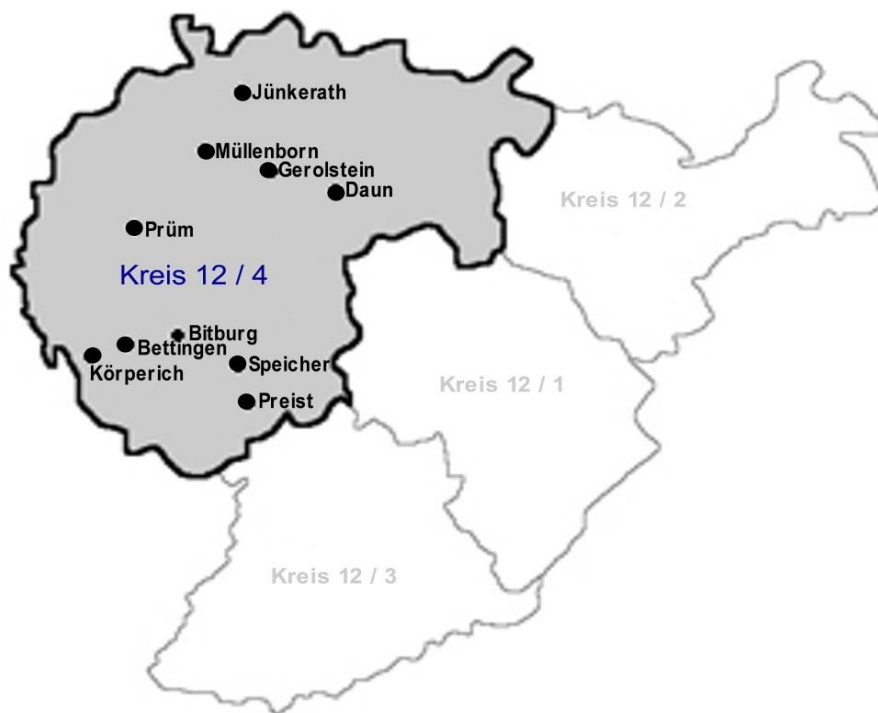 Jünkerath
Müllenborn
Gerolstein
Daun
Kreis 12 / 2
Prüm
Kreis 12 / 4
Bitburg
Bettingen
Speicher
Körperich
Kreis 12 / 1
Preist
Kreis 12 / 3